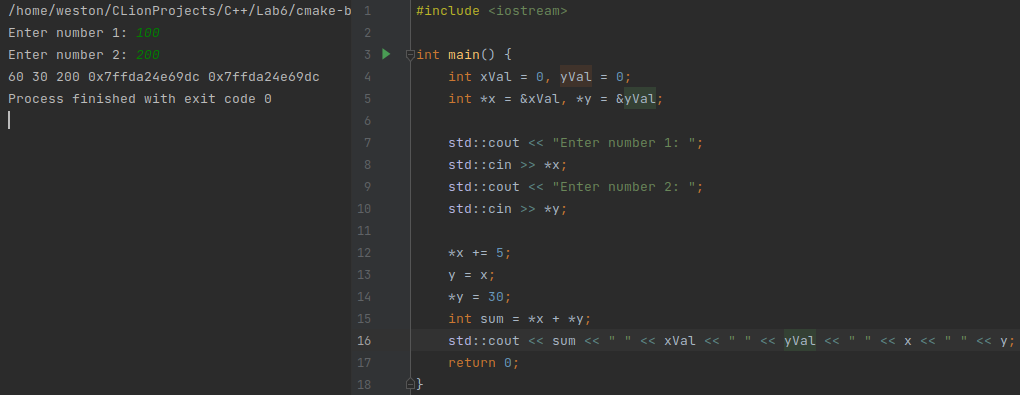 /home/weston/CLionProjects/C++/Lab6/cmake-b
Enter number 1: 100
Enter number 2: 200
60 30 200 0x7ffda24e69dc 0x7ffda24e69dc
Process finished with exit code 0
1 #include <iostream>
2
3 int main() {
4 int xVal = 0, yVal = 0;
5 int *x = &xVal, *y = &yVal;
6
7 std::cout << "Enter number 1: ";
8 std::cin >> *x;
9 std::cout << "Enter number 2: ";
10 std::cin >> *y;
11
12 *x += 5;
13 y = x;
14 *y = 30;
15 int sum = *x + *y;
16 std::cout << sum << " " << xVal << " " << yVal << " " << x << " " << y;
17 return 0;
18 }